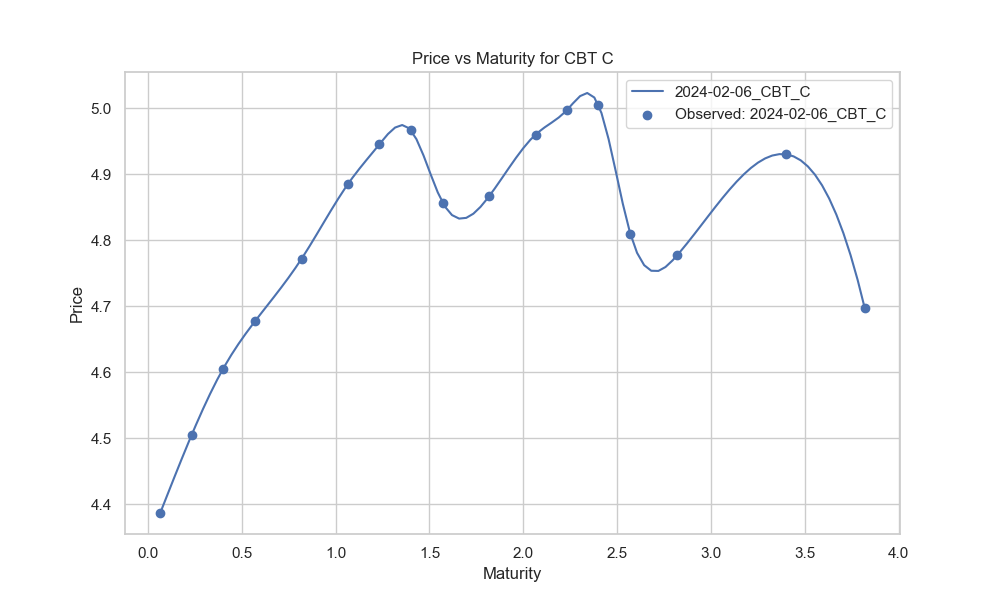 Price vs Maturity for CBT C
2024-02-06_CBT_C
Observed: 2024-02-06_CBT_C
Price
5.0
4.9
4.8
4.7
4.6
4.5
4.4
0.0 0.5 1.0 1.5 2.0 2.5 3.0 3.5 4.0
Maturity